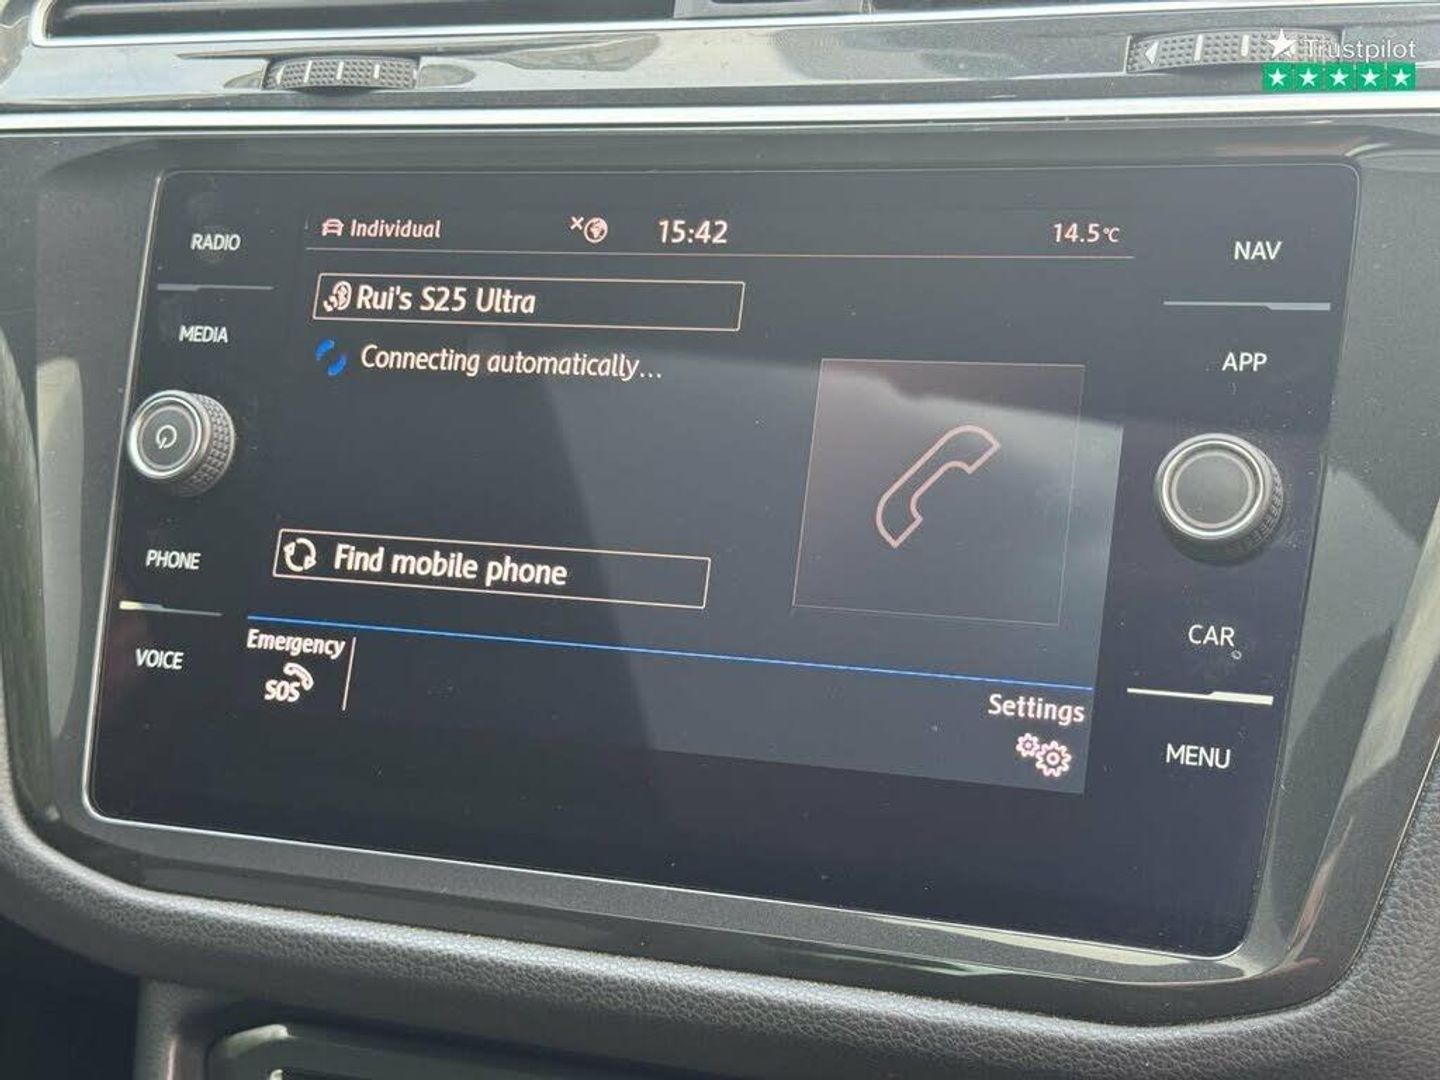 Trustpilot
RADIO
Individual
15:42
14.5°C
NAV
Rui's S25 Ultra
MEDIA
Connecting automatically...
APP
PHONE
Find mobile phone
CAR
Emergency
VOICE
SOS
Settings
MENU